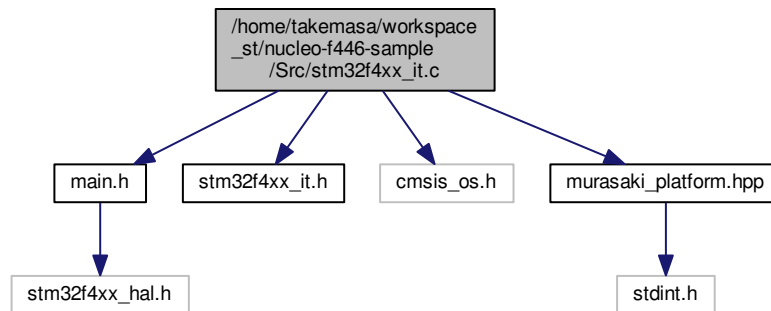 /home/takemasa/workspace
_st/nucleo-f446-sample
/Src/stm32f4xx_it.c
main.h
stm32f4xx_it.h
cmsis_os.h
murasaki_platform.hpp
stm32f4xx_hal.h
stdint.h